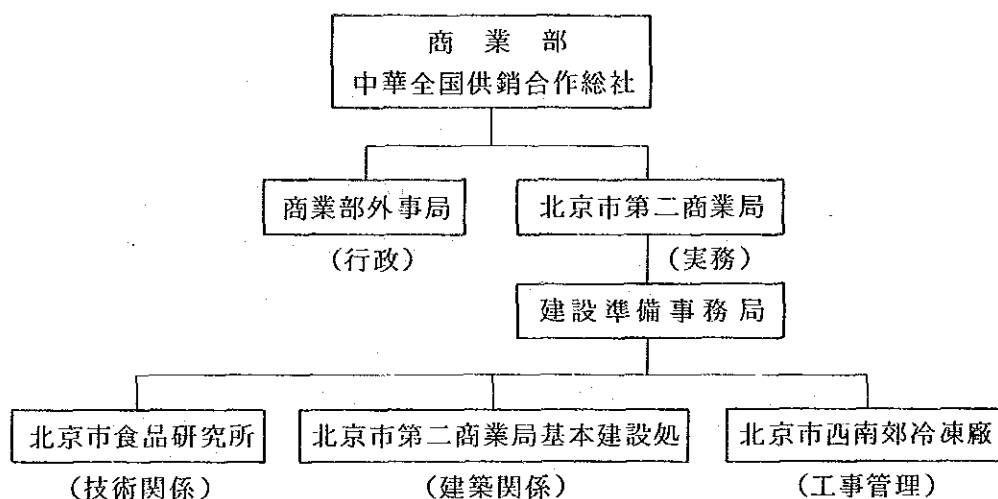 商業部
中華全国供銷合作総社
商業部外事局
北京市第二商業局
（行政）
（実務）
建設準備事務局
北京市食品研究所
北京市第二商業局基本建設処
北京市西南郊冷凍廠
（技術関係）
（建築関係）
（工事管理）